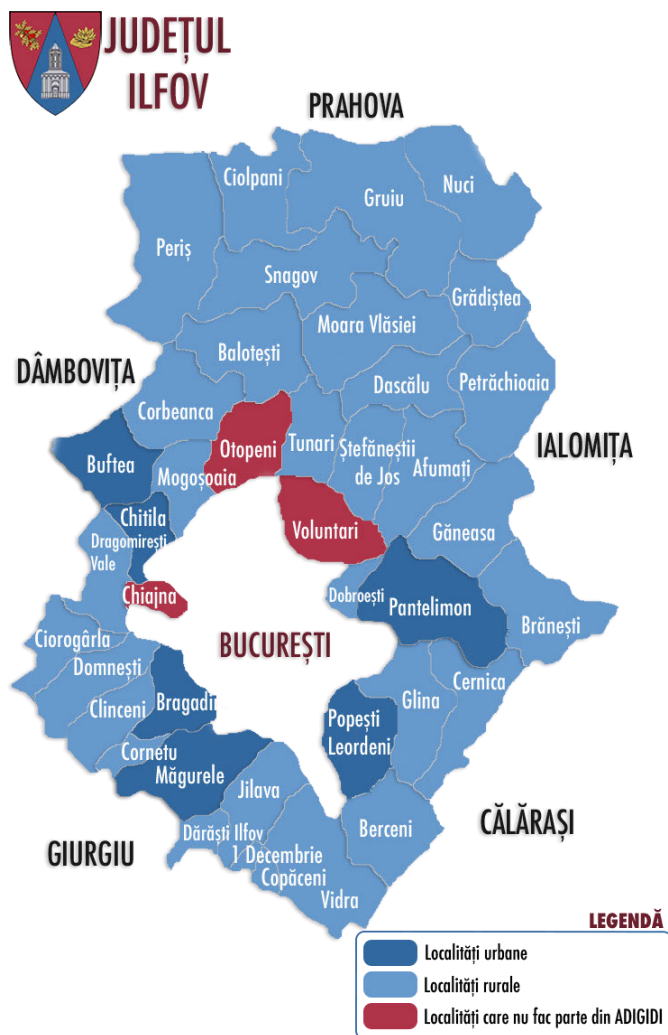 JUDEȚUL
ILFOV
PRAHOVA
Ciolpani
Nuci
Gruiu
Periș
Snagov
Grădiștea
Moara Vlăsiei
Balotești
DÂMBOVIȚA
Dascălu
Petrăchioaia
Corbeanca
Otopeni
Tunari
Ștefăneștii
de Jos
IALOMIȚA
Buftea
Mogoșoaia
Afumați
Chitila
Voluntari
Găneasa
Dragomirești
Vale
Chiajna
Dobroești
Pantelimon
Brănești
Ciorogârla
BUCUREȘTI
Domnești
Cernica
Clinceni
Bragadir
Glina
Popești
Leordeni
Cornetu
Măgurele
Jilava
GIURGIU
Dărăști Ilfov
Berceni
CĂLĂRAȘI
1 Decembrie
Copăceni
Vidra
LEGENDĂ
Localități urbane
Localități rurale
Localități care nu fac parte din ADIGIDI